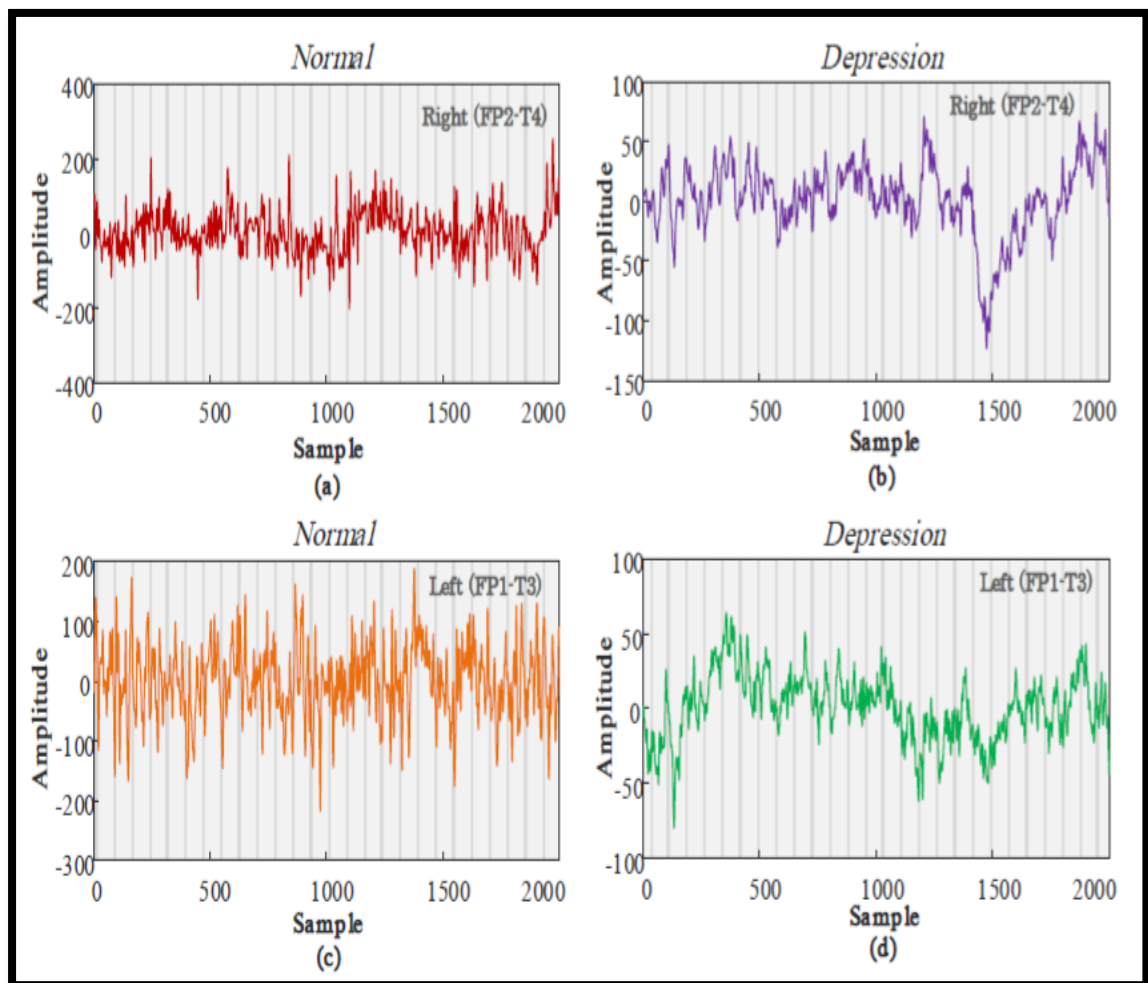 Normal
400
200
0
-200
-400
Amplitude
Right (FP2-T4)
0 500 1000 1500 2000
Sample
(a)
Depression
100
50
0
-50
-100
-150
Amplitude
Right (FP2-T4)
0 500 1000 1500 2000
Sample
(b)
Normal
200
100
0
-100
-200
-300
Amplitude
Left (FP1-T3)
0 500 1000 1500 2000
Sample
(c)
Depression
100
50
0
-50
-100
Amplitude
Left (FP1-T3)
0 500 1000 1500 2000
Sample
(d)